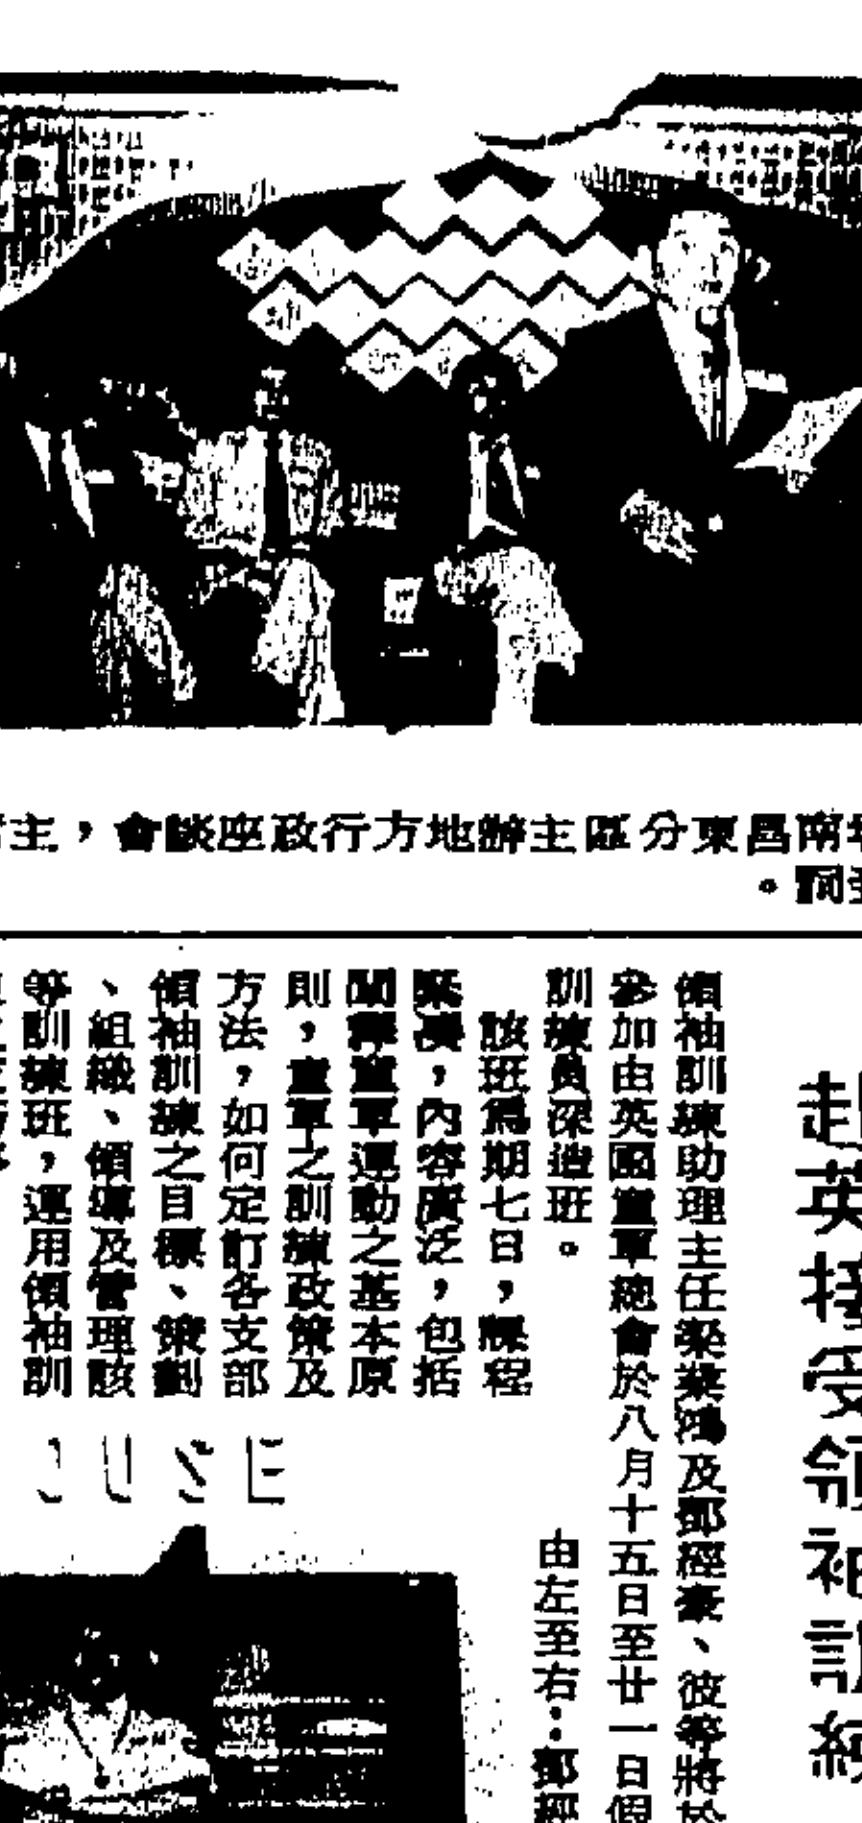 南昌東分區主辦地方行政座談會，主
詞。
赴英接受領袖訓練
領袖訓練助理主任梁葉鴻及鄧經豪、彼等將於
參加由英國童軍總會於八月十五日至廿一日假
訓練員深造班。
該班為期七日，課程
緊湊，內容廣泛，包括
闡釋童軍運動之基本原
則，童軍之訓練政策及
方法，如何定訂各支部
領袖訓練之目標、策劃
、組織、領導及管理該
等訓練班，運用領袖訓
由左至右：鄧經